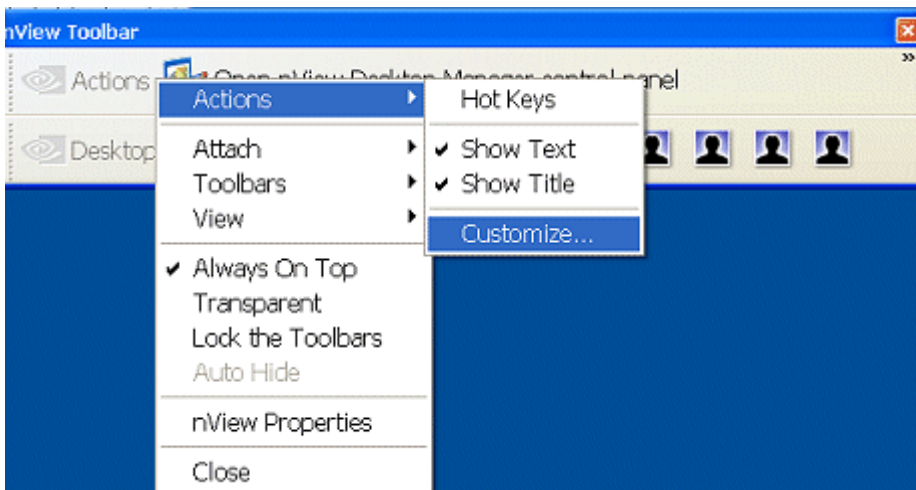 nView Toolbar
Actions Open nView Desktop Manager control panel
Desktop
Actions
Attach
Toolbars
View
Always On Top
Transparent
Lock the Toolbars
Auto Hide
nView Properties
Close
Hot Keys
Show Text
Show Title
Customize...